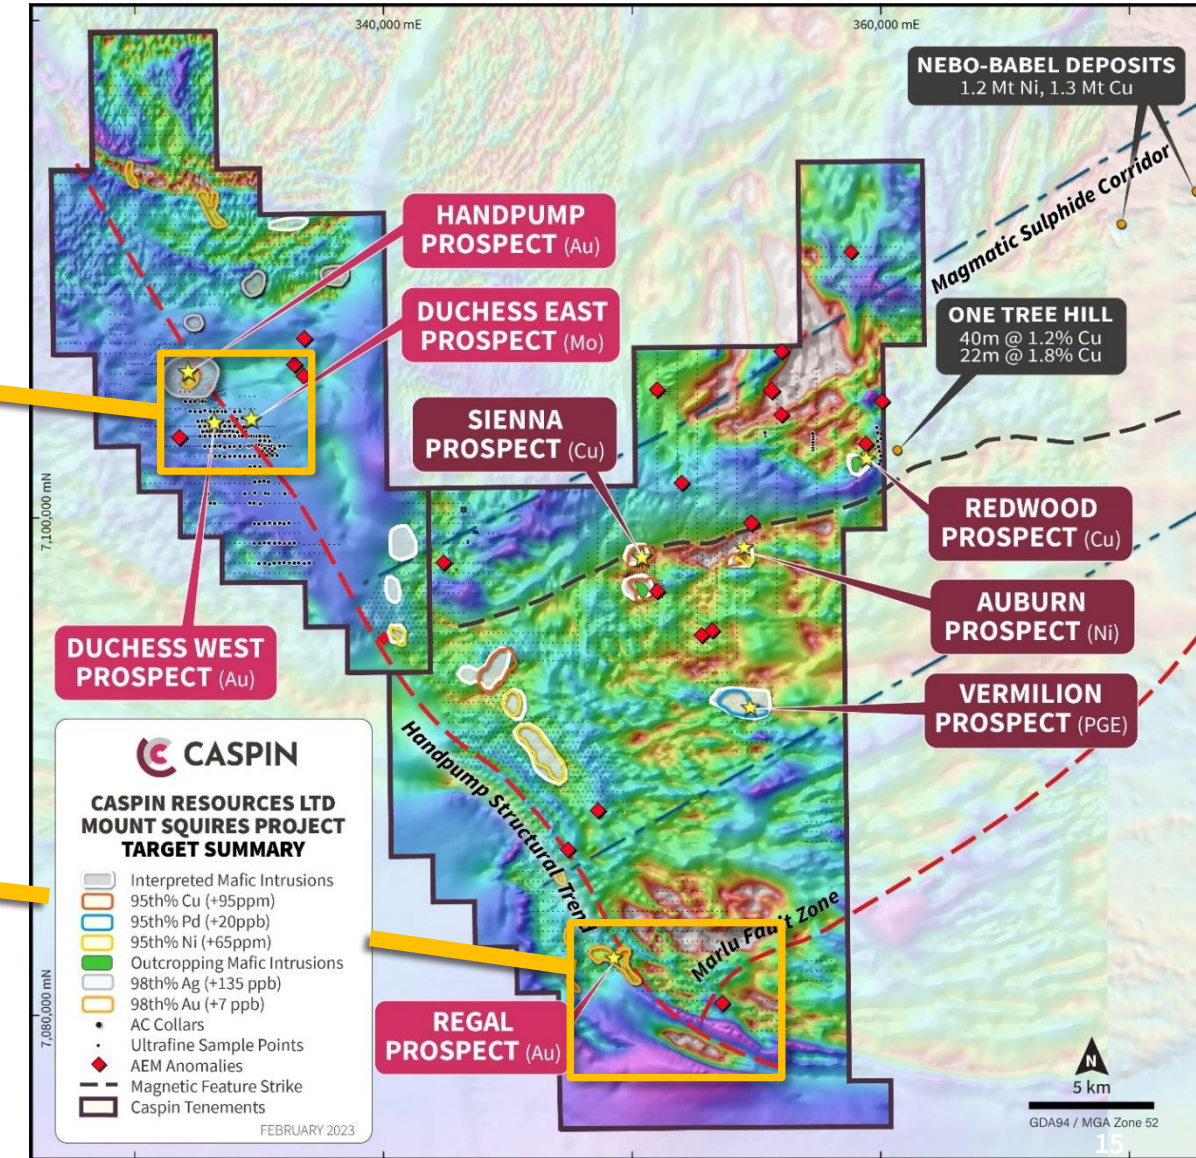 340,000 mE
360,000 mE
NEBO-BABEL DEPOSITS
1.2 Mt Ni, 1.3 Mt Cu
Magmatic Sulphide Corridor
HANDPUMP
PROSPECT (Au)
DUCHESS EAST
PROSPECT (Mo)
ONE TREE HILL
40m @ 1.2% Cu
22m @ 1.8% Cu
SIENNA
PROSPECT (Cu)
7,100,000 mN
REDWOOD
PROSPECT (Cu)
AUBURN
PROSPECT (Ni)
DUCHESS WEST
PROSPECT (Au)
VERMILION
PROSPECT (PGE)
Handpump Structural Trend
Marlu Fault Zone
REGAL
PROSPECT (Au)
7,080,000 mN
CASPIN
CASPIN RESOURCES LTD
MOUNT SQUIRES PROJECT
TARGET SUMMARY
Interpreted Mafic Intrusions
95th% Cu (+95ppm)
95th% Pd (+20ppb)
95th% Ni (+65ppm)
Outcropping Mafic Intrusions
98th% Ag (+135 ppb)
98th% Au (+7 ppb)
AC Collars
Ultrafine Sample Points
AEM Anomalies
Magnetic Feature Strike
Caspin Tenements
FEBRUARY 2023
N
5 km
GDA94 / MGA Zone 52
15